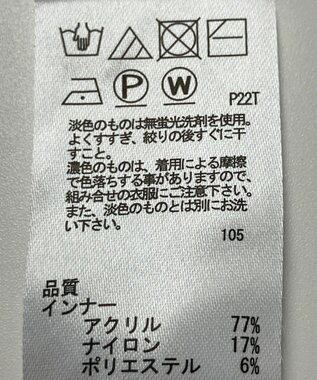 P W P22T
淡色のものは無蛍光洗剤を使用。
よくすすぎ、絞りの後すぐに干
すこと。
濃色のものは、着用による摩擦
で色落ちする事がありますので、
組み合せの衣服にご注意下さい。
また、淡色のものとは別にお洗
い下さい。
105
品質
インナー
アクリル 77%
ナイロン 17%
ポリエステル 6%